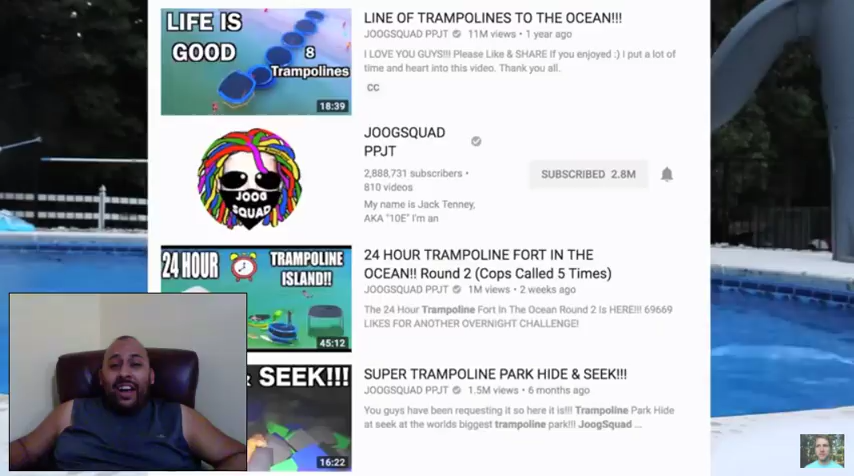 LIFE IS
GOOD
8
Trampolines
18:39
LINE OF TRAMPOLINES TO THE OCEAN!!!
JOOGSQUAD PPJT 11M views • 1 year ago
I LOVE YOU GUYS!!! Please Like & SHARE If you enjoyed :) I put a lot of
time and heart into this video. Thank you all.
CC
JOOG
SQUAD
JOOGSQUAD
PPJT
2,888,731 subscribers •
810 videos
My name is Jack Tenney,
AKA "10E" I'm an
SUBSCRIBED 2.8M
24 HOUR
TRAMPOLINE
ISLAND!!
45:12
24 HOUR TRAMPOLINE FORT IN THE
OCEAN!! Round 2 (Cops Called 5 Times)
JOOGSQUAD PPJT 1M views • 2 weeks ago
The 24 Hour Trampoline Fort In The Ocean Round 2 Is HERE!!! 69669
LIKES FOR ANOTHER OVERNIGHT CHALLENGE!
& SEEK!!!
16:22
SUPER TRAMPOLINE PARK HIDE & SEEK!!!
JOOGSQUAD PPJT 1.5M views • 6 months ago
You guys have been requesting it so here it is!!! Trampoline Park Hide
at seek at the worlds biggest trampoline park!!! JoogSquad ...